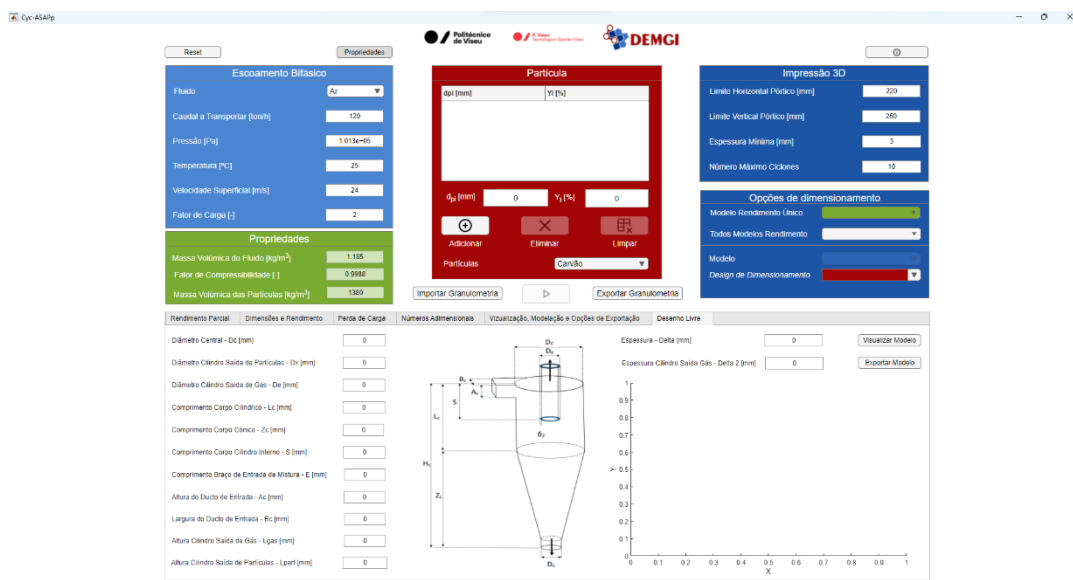 Cyc-ASAPp
Politécnico
de Viseu
P. Viseu
DEMGI
Reset
Propriedades
Escoamento Bifásico
Fluido
Ar
Caudal a Transportar [ton/h]
120
Pressão [Pa]
1.013e+05
Temperatura [ºC]
25
Velocidade Superficial [m/s]
24
Fator de Carga [-]
2
Propriedades
Massa Volúmica do Fluido [kg/m³]
1.185
Fator de Compressibilidade [-]
0.9998
Massa Volúmica das Partículas [kg/m³]
1380
Partícula
dpi [mm]
Yi [%]
dpi [mm]
0
Yi [%]
0
Adicionar
Eliminar
Limpar
Partículas
Carvão
Importar Granulometria
Exportar Granulometria
Impressão 3D
Limite Horizontal Pórtico [mm]
220
Limite Vertical Pórtico [mm]
250
Espessura Mínima [mm]
3
Número Máximo Ciclones
10
Opções de dimensionamento
Modelo Rendimento Único
Todos Modelos Rendimento
Modelo
Design de Dimensionamento
Rendimento Parcial
Dimensões e Rendimento
Perda de Carga
Números Adimensionais
Vizualização, Modelação e Opções de Exportação
Desenho Livre
Diâmetro Central - Dc [mm]
0
Diâmetro Cilindro Saída de Partículas - Dx [mm]
0
Diâmetro Cilindro Saída de Gás - De [mm]
0
Comprimento Corpo Cilíndrico - Lc [mm]
0
Comprimento Corpo Cônico - Zc [mm]
0
Comprimento Corpo Cilindro Interno - S [mm]
0
Comprimento Braço de Entrada de Mistura - E [mm]
0
Altura do Ducto de Entrada - Ac [mm]
0
Largura do Ducto de Entrada - Bc [mm]
0
Altura Cilindro Saída de Gás - Lgas [mm]
0
Altura Cilindro Saída de Partículas - Lpart [mm]
0
Dc
S
Lc
δ2
Hc
Zc
Espessura - Delta [mm]
0
Visualizar Modelo
Espessura Cilindro Saída Gás - Delta 2 [mm]
0
Exportar Modelo
1
0.9
0.8
0.7
0.6
0.5
0.4
0.3
0.2
0.1
0
Y
0 0.1 0.2 0.3 0.4 0.5 0.6 0.7 0.8 0.9 1
X